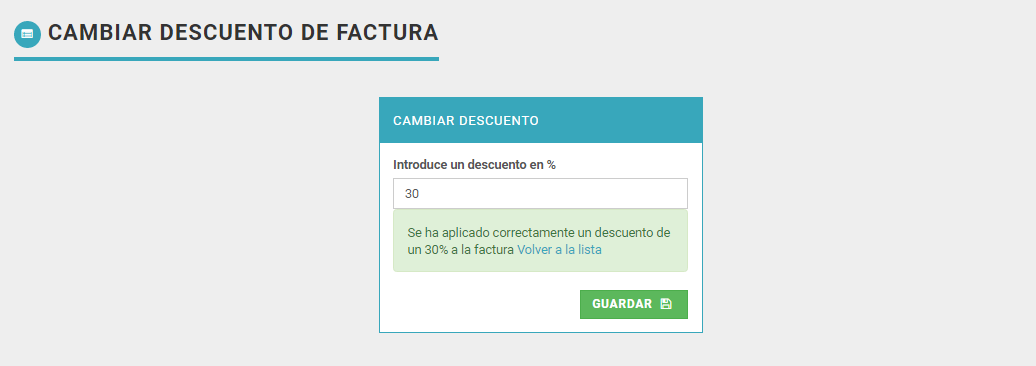 CAMBIAR DESCUENTO DE FACTURA
CAMBIAR DESCUENTO
Introduce un descuento en %
30
Se ha aplicado correctamente un descuento de
un 30% a la factura Volver a la lista
GUARDAR